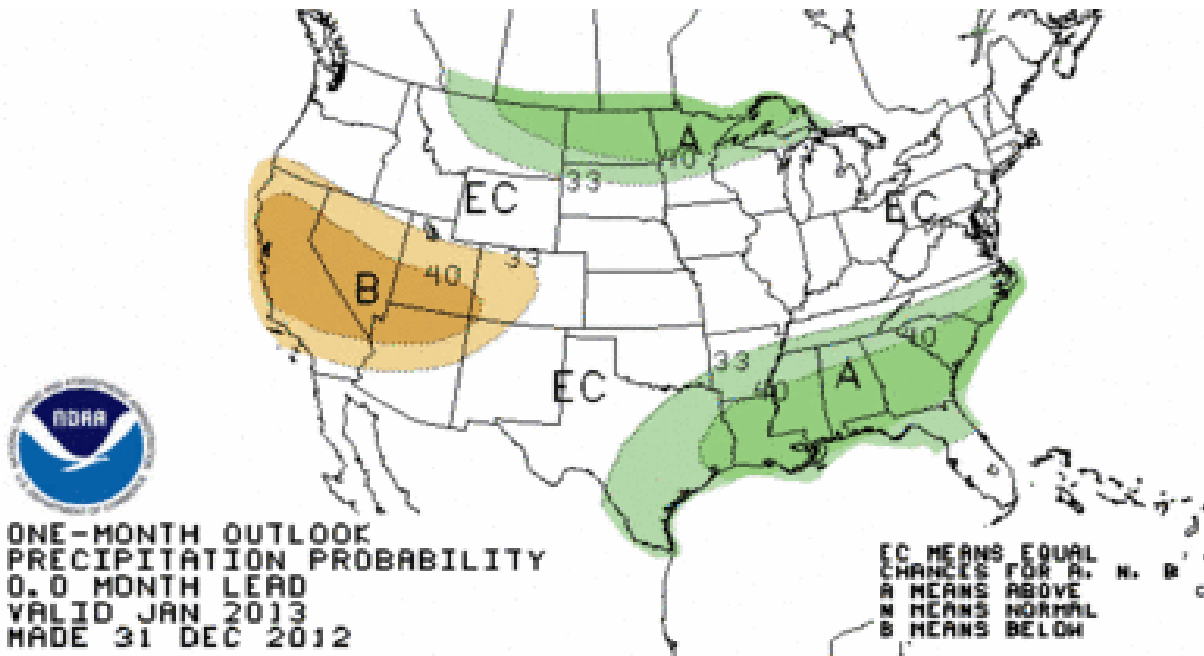 A
40
33
EC
EC
33
40
B
40
33
A
EC
40
NOAA
ONE-MONTH OUTLOOK
PRECIPITATION PROBABILITY
0.0 MONTH LEAD
VALID JAN 2013
MADE 31 DEC 2012
EC MEANS EQUAL
CHANCES FOR A, N, B
A MEANS ABOVE
N MEANS NORMAL
B MEANS BELOW